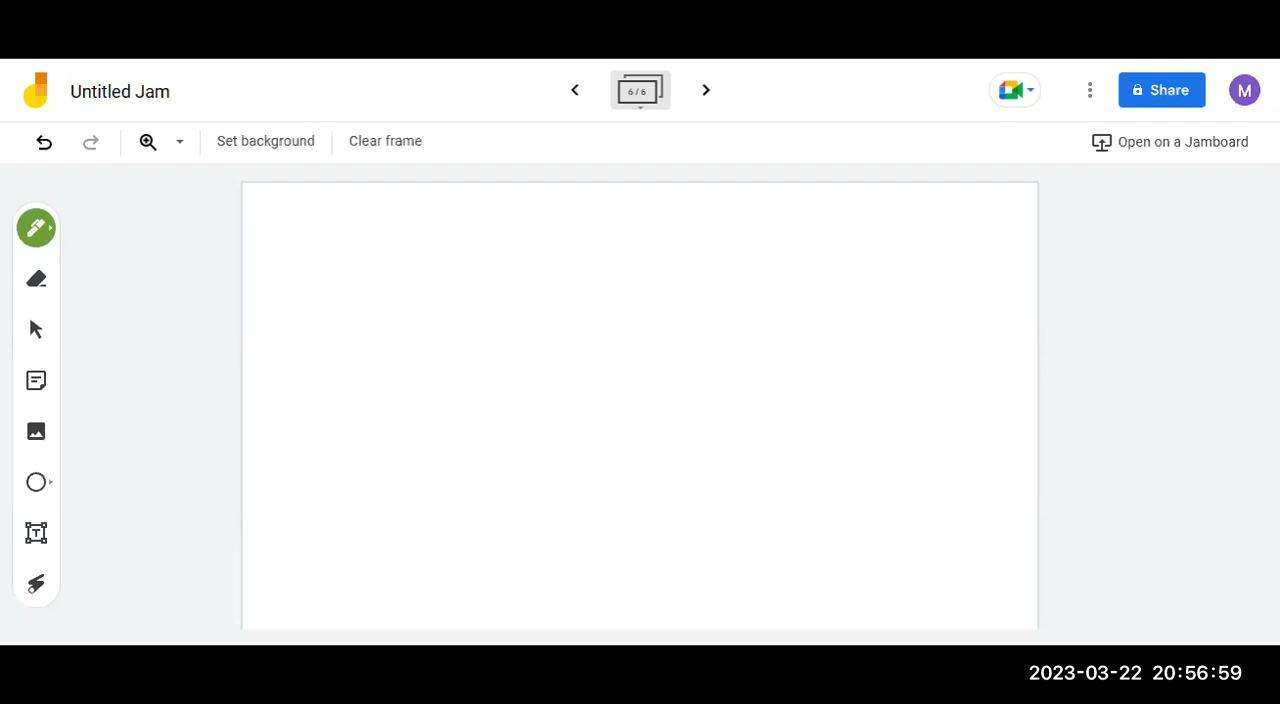 Untitled Jam
6 / 6
Share
M
Set background
Clear frame
Open on a Jamboard
T
2023-03-22 20:56:59